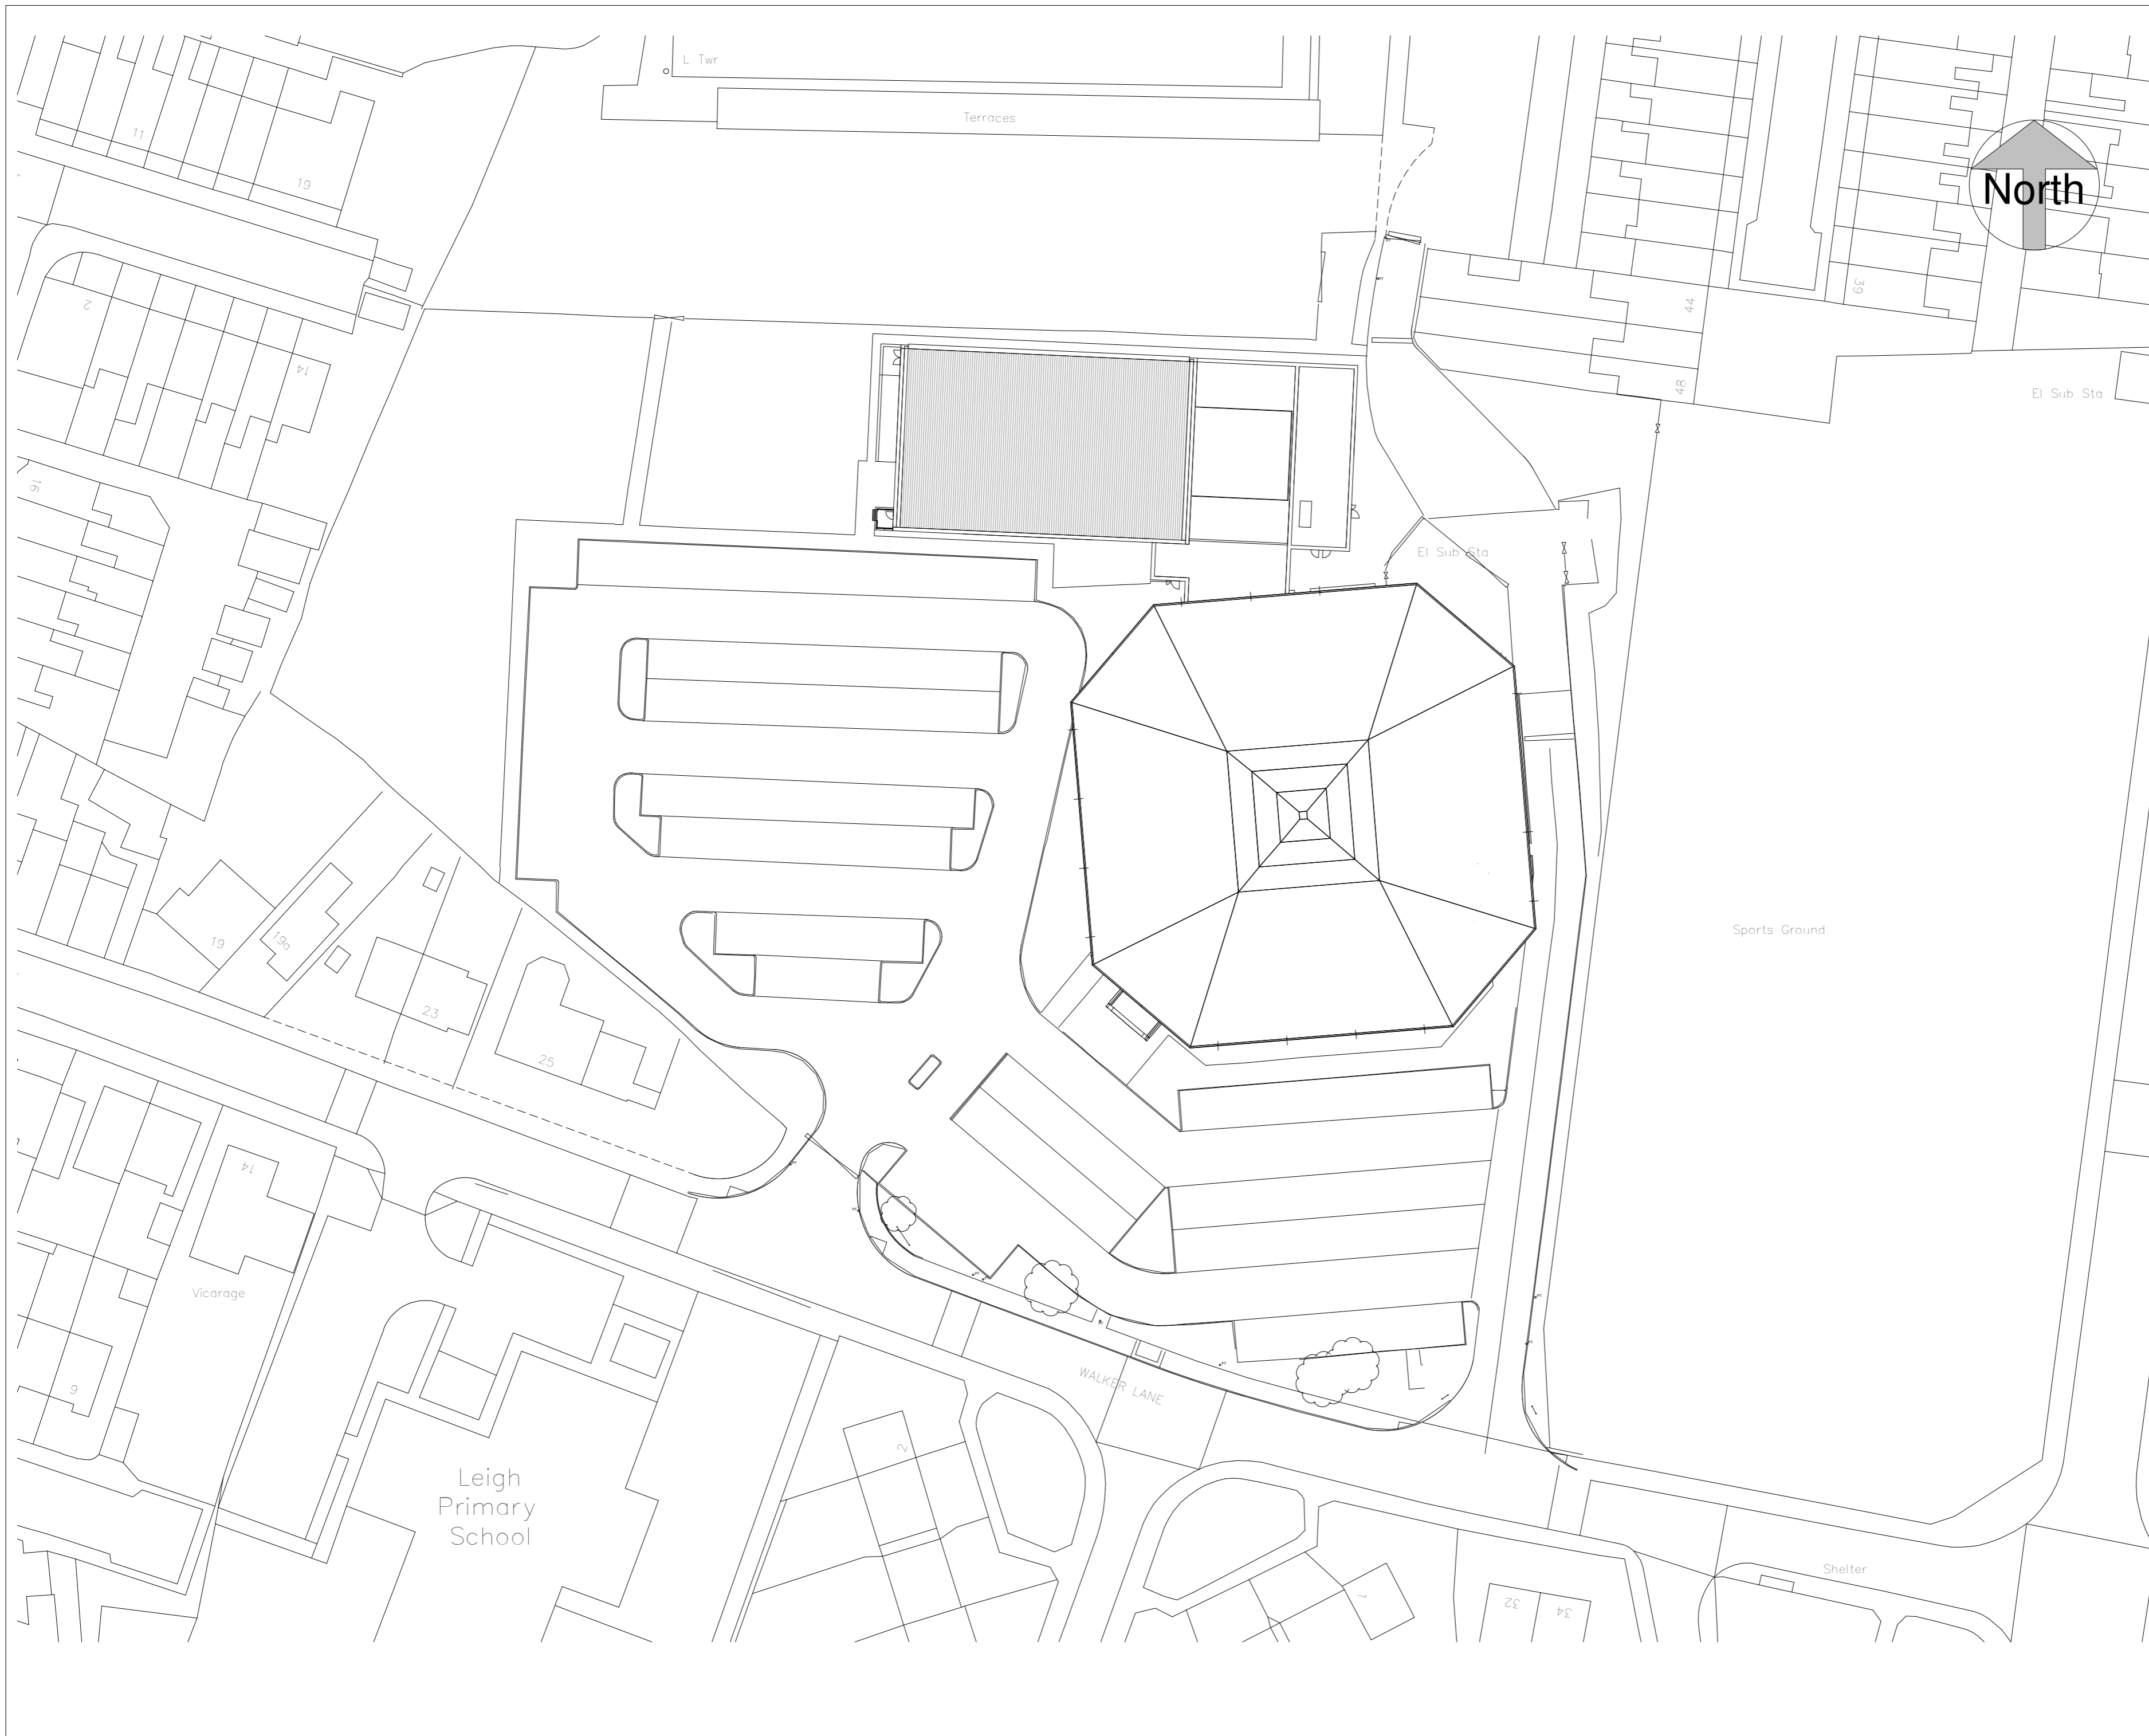 L Twr
Terraces
11
19
North
2
14
44
39
48
El Sub Sta
16
El Sub Sta
19
19a
23
25
Sports Ground
14
Vicarage
9
WALKER LANE
2
Leigh
Primary
School
1
32
34
Shelter